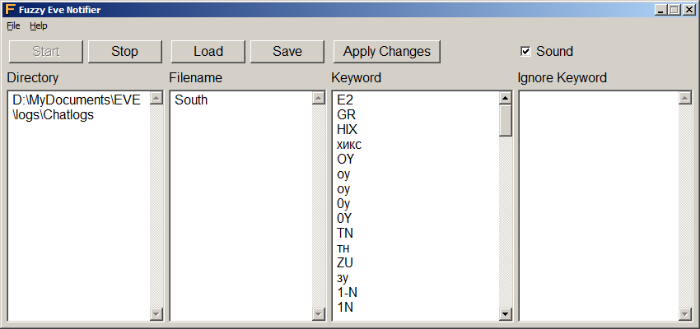 Fuzzy Eve Notifier
File Help
Start Stop Load Save Apply Changes Sound
Directory Filename Keyword Ignore Keyword
D:\MyDocuments\EVE
\logs\Chatlogs
South
E2
GR
HIX
хикс
OY
oy
оу
0y
0Y
TN
тн
ZU
зу
1-N
1N